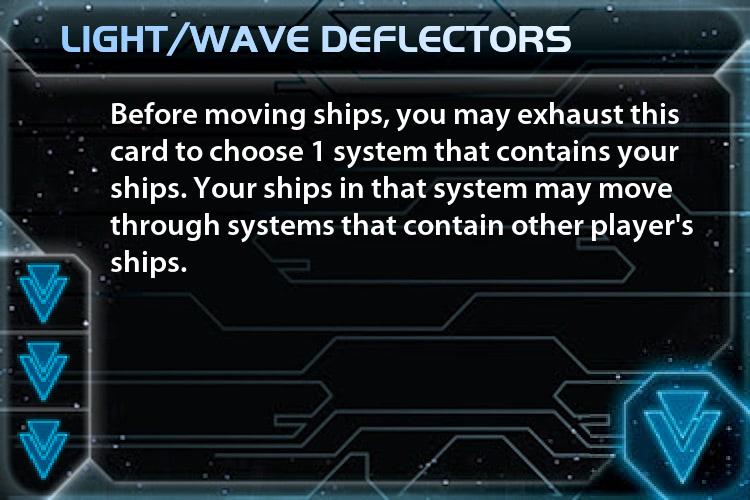 LIGHT/WAVE DEFLECTORS
Before moving ships, you may exhaust this
card to choose 1 system that contains your
ships. Your ships in that system may move
through systems that contain other player's
ships.